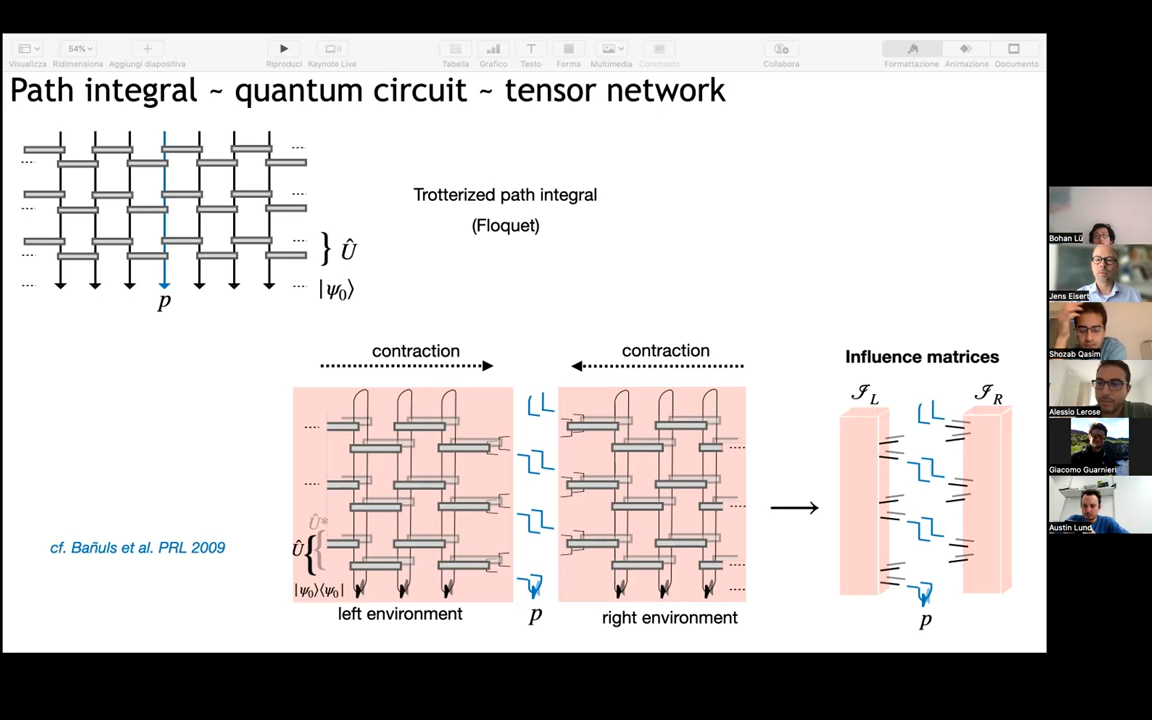 54%
Visualizza Ridimensiona Aggiungi diapositiva Riproduci Keynote Live Tabella Grafico Testo Forma Multimedia Commento Collabora Formattazione Animazione Documento
Path integral ~ quantum circuit ~ tensor network
Trotterized path integral
(Floquet)
} Û
|ψ₀⟩
p
contraction
contraction
Influence matrices
ℐ_L
ℐ_R
Û*
Û {
|ψ₀⟩⟨ψ₀|
cf. Bañuls et al. PRL 2009
left environment
p
right environment
p
Bohan Lü
Jens Eisert
Shozab Qasim
Alessio Lerose
Giacomo Guarnieri
Austin Lund